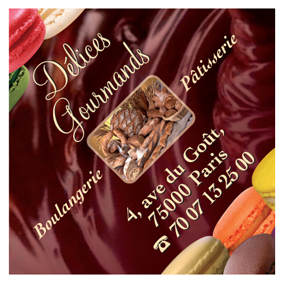 Délices
Gourmands
Pâtisserie
Boulangerie
4, ave du Goût,
75000 Paris
☎ 70 07 13 25 00